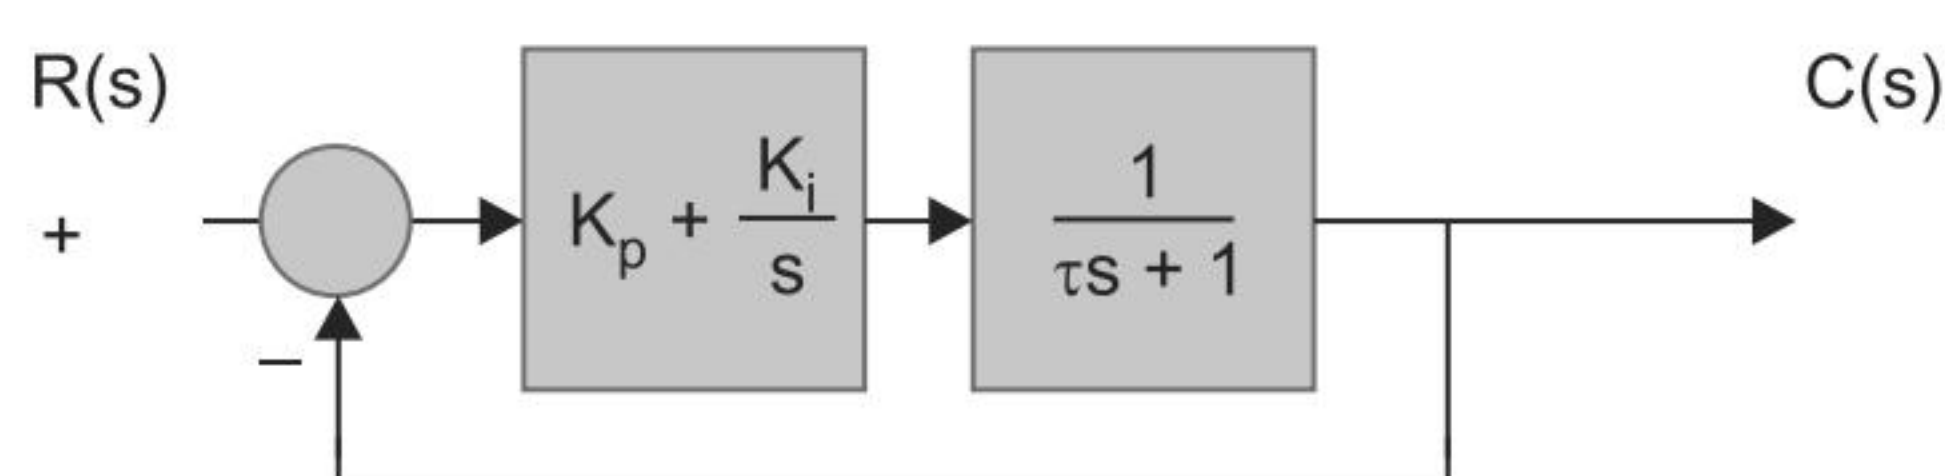 R(s)
C(s)
+
Kp + Ki/s
1/τs + 1
−